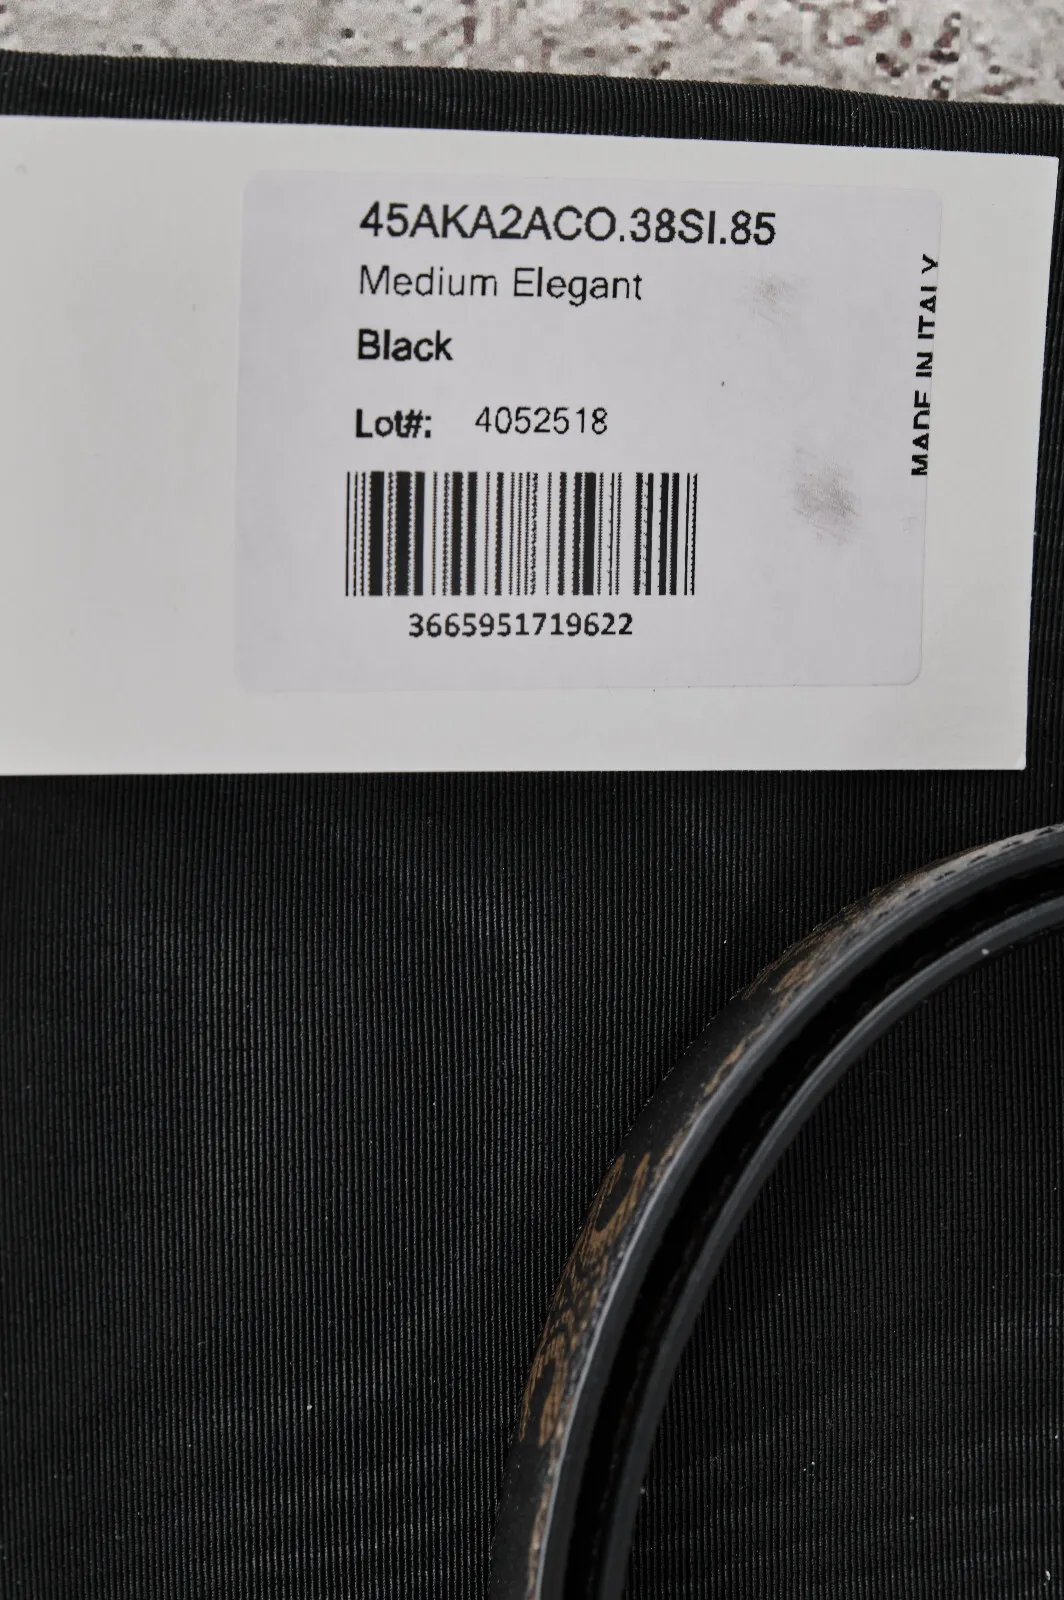 45AKA2ACO.38SI.85
Medium Elegant
Black
Lot#: 4052518
3665951719622
MADE IN ITALY